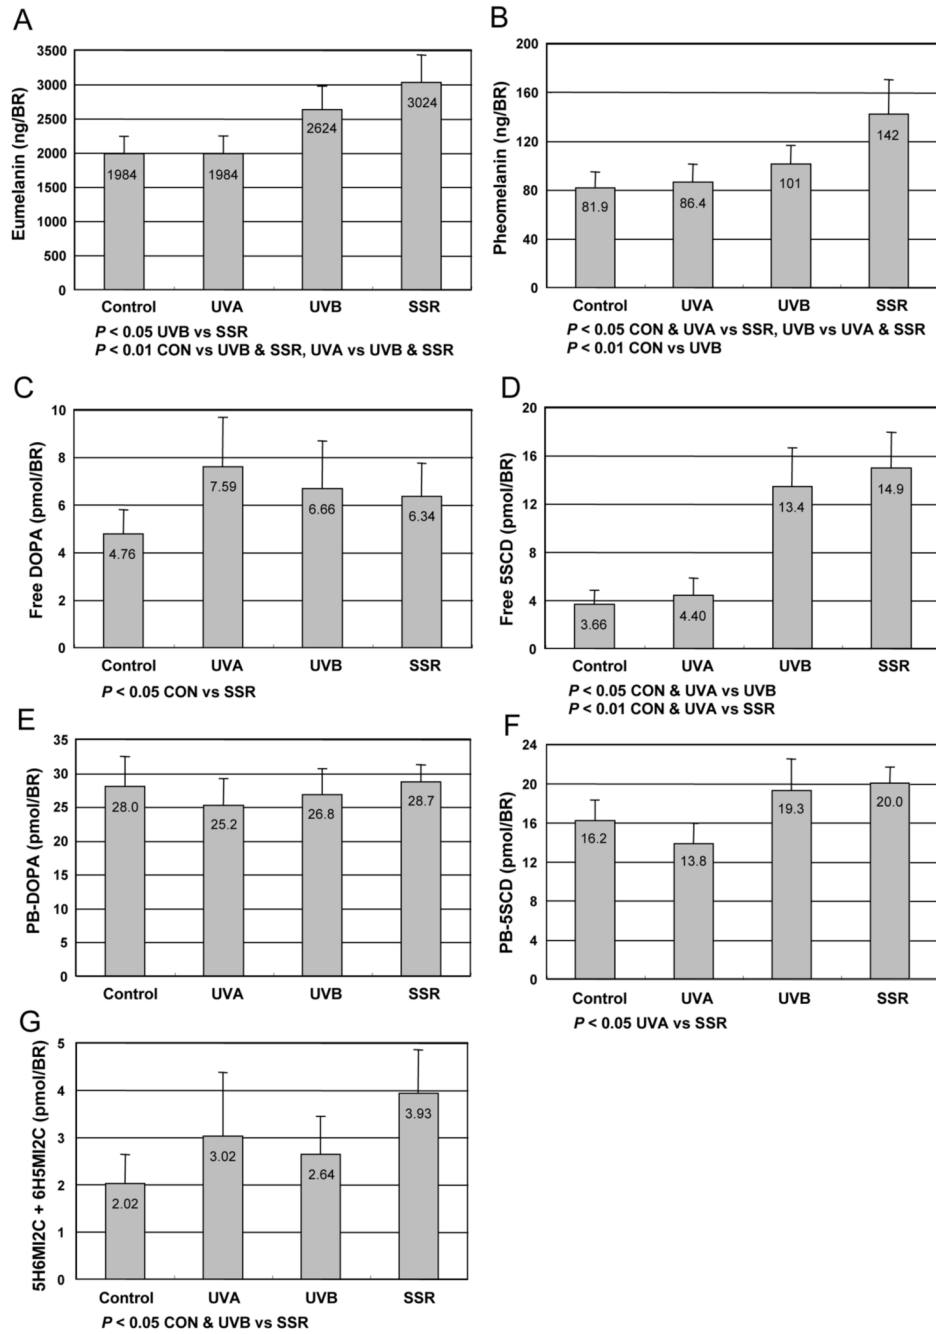 A
Eumelanin (ng/BR)
3500
3000
2500
2000
1500
1000
500
0
1984
1984
2624
3024
Control UVA UVB SSR
P < 0.05 UVB vs SSR
P < 0.01 CON vs UVB & SSR, UVA vs UVB & SSR
B
Pheomelanin (ng/BR)
200
160
120
80
40
0
81.9
86.4
101
142
Control UVA UVB SSR
P < 0.05 CON & UVA vs SSR, UVB vs UVA & SSR
P < 0.01 CON vs UVB
C
Free DOPA (pmol/BR)
10
8
6
4
2
0
4.76
7.59
6.66
6.34
Control UVA UVB SSR
P < 0.05 CON vs SSR
D
Free 5SCD (pmol/BR)
20
16
12
8
4
0
3.66
4.40
13.4
14.9
Control UVA UVB SSR
P < 0.05 CON & UVA vs UVB
P < 0.01 CON & UVA vs SSR
E
PB-DOPA (pmol/BR)
35
30
25
20
15
10
5
0
28.0
25.2
26.8
28.7
Control UVA UVB SSR
F
PB-5SCD (pmol/BR)
24
20
16
12
8
4
0
16.2
13.8
19.3
20.0
Control UVA UVB SSR
P < 0.05 UVA vs SSR
G
5H6MI2C + 6H5MI2C (pmol/BR)
5
4
3
2
1
0
2.02
3.02
2.64
3.93
Control UVA UVB SSR
P < 0.05 CON & UVB vs SSR